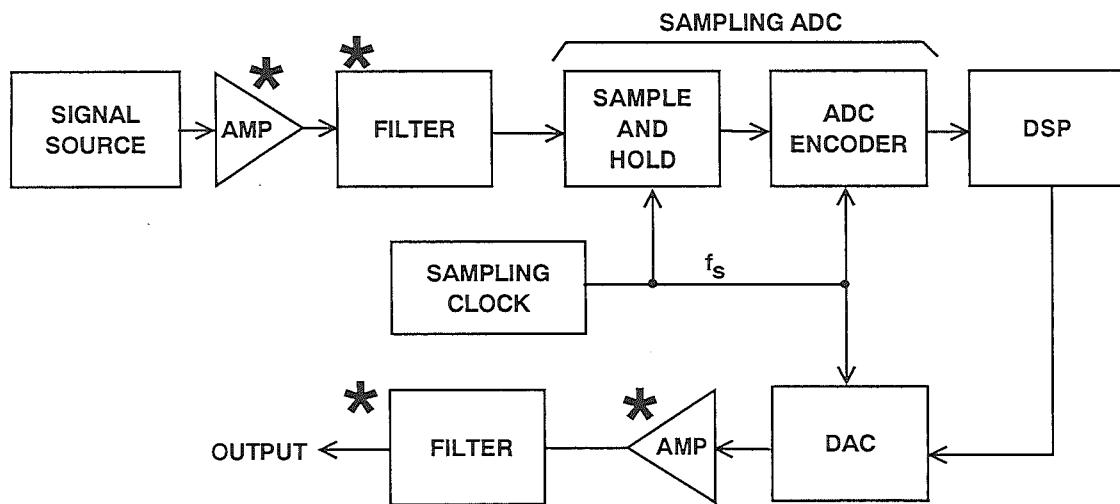 SAMPLING ADC
SIGNAL
SOURCE
AMP
FILTER
SAMPLE
AND
HOLD
ADC
ENCODER
DSP
SAMPLING
CLOCK
fs
OUTPUT
FILTER
AMP
DAC